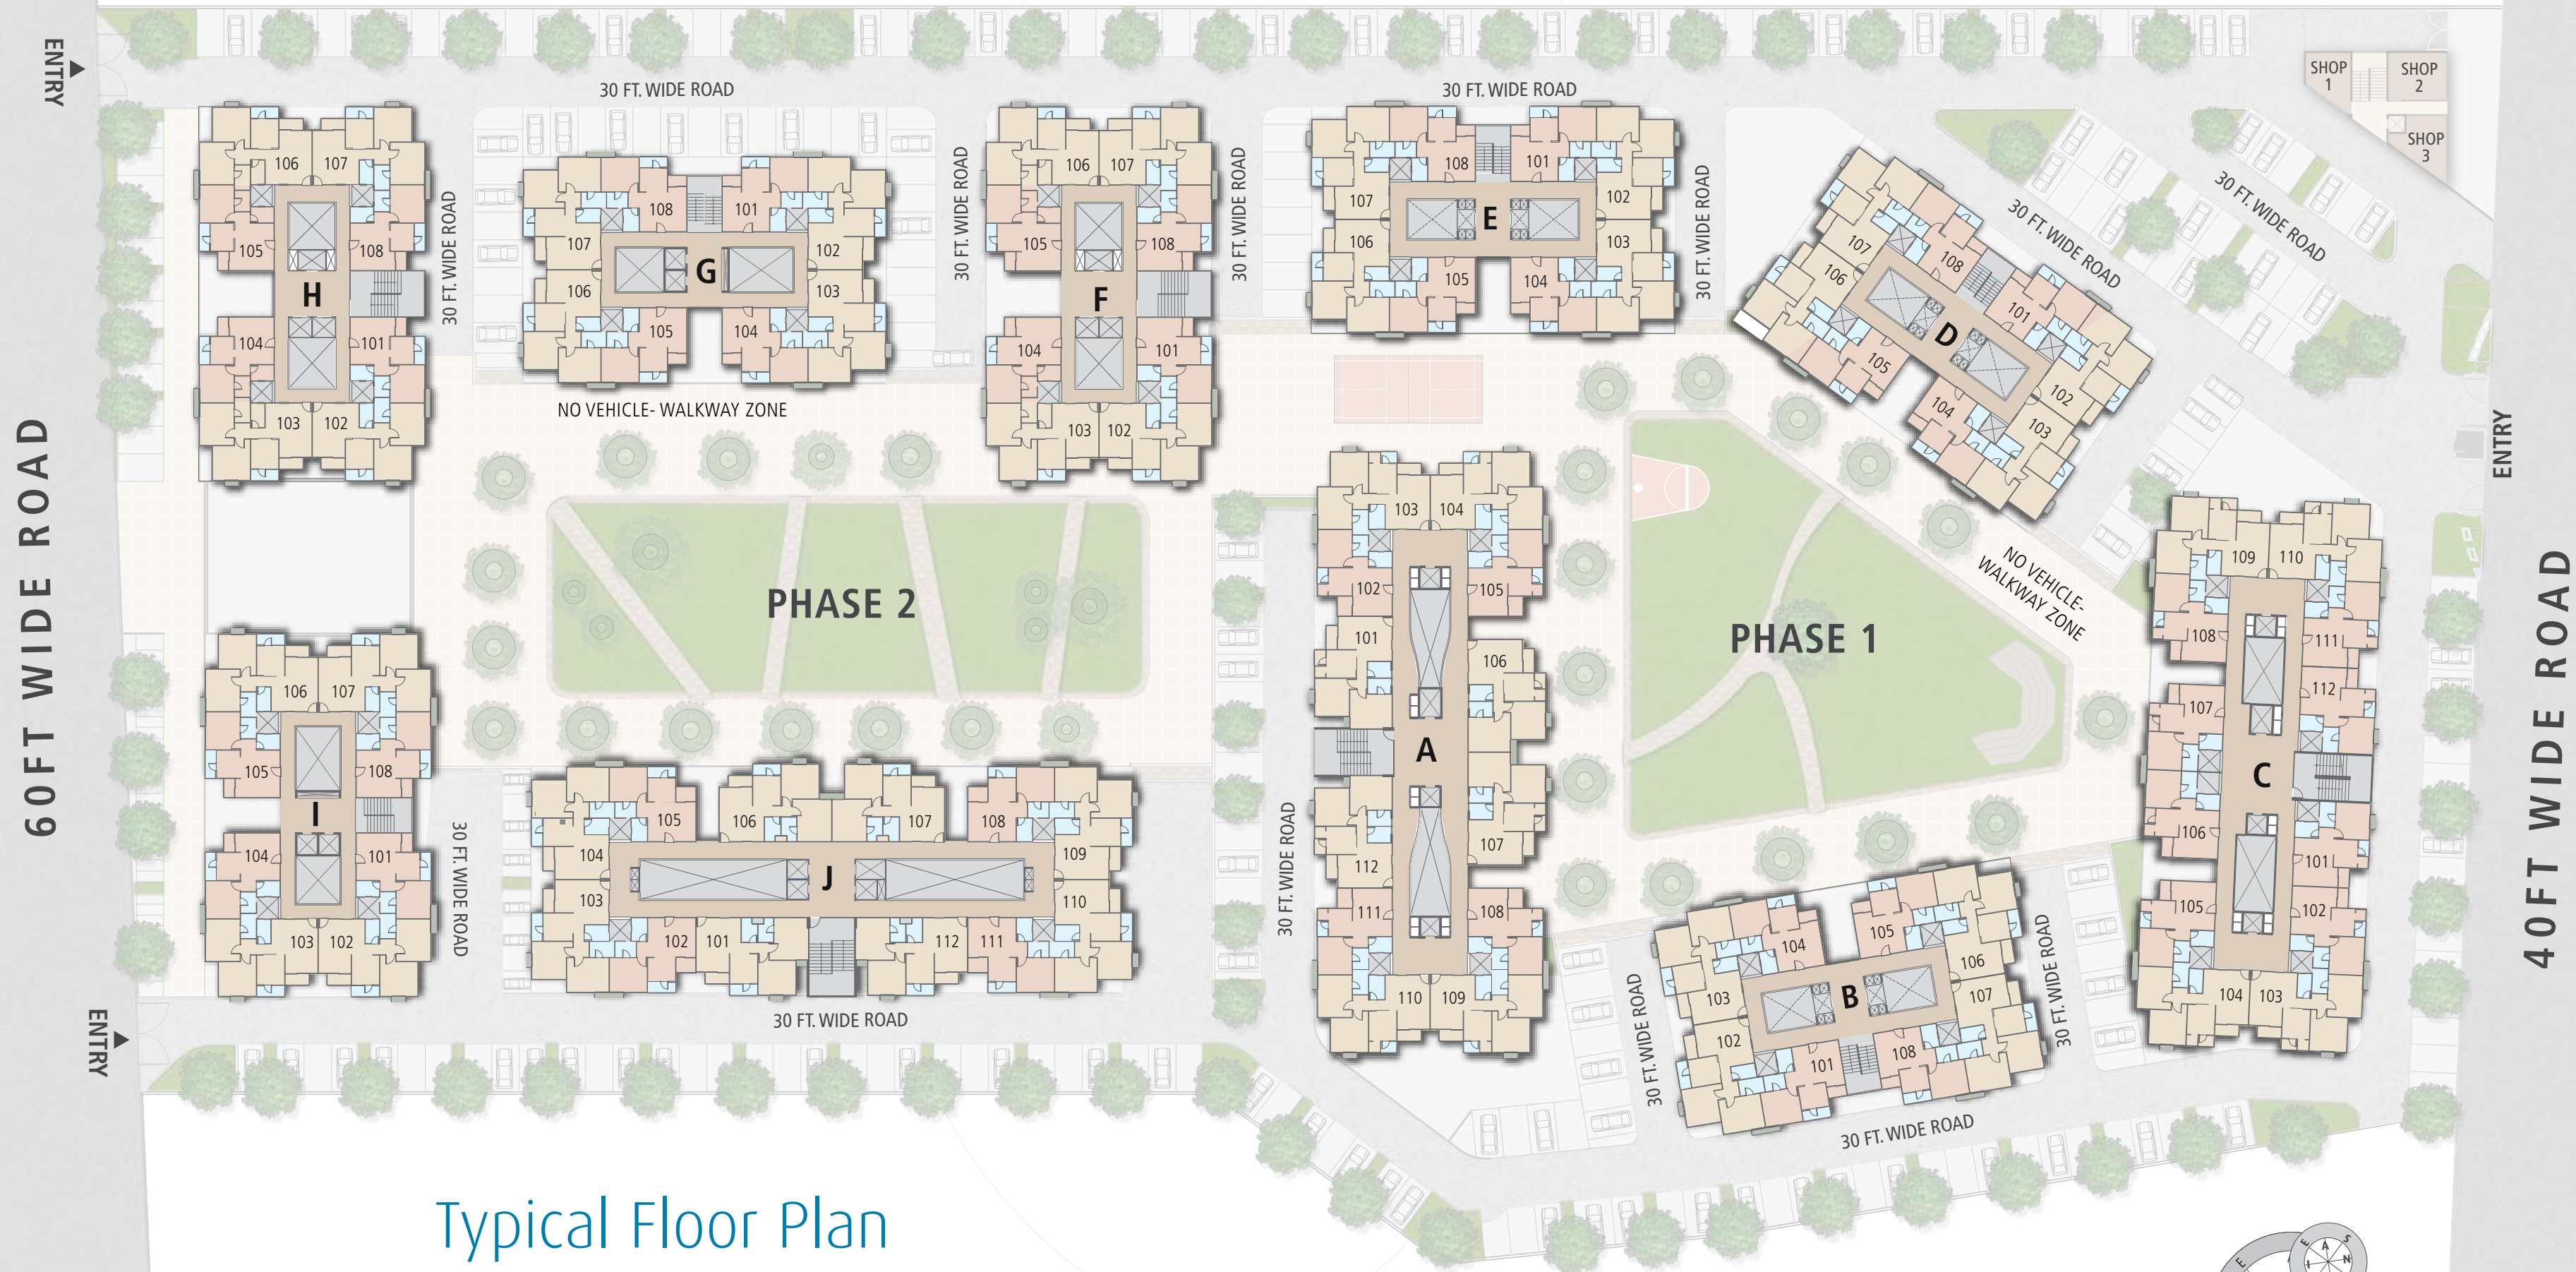 ENTRY
60FT WIDE ROAD
ENTRY
30 FT. WIDE ROAD
30 FT. WIDE ROAD
SHOP
1
SHOP
2
SHOP
3
106 107
105 108
H
104 101
103 102
30 FT. WIDE ROAD
108 101
107 102
G
106 103
105 104
NO VEHICLE- WALKWAY ZONE
30 FT. WIDE ROAD
106 107
105 108
F
104 101
103 102
30 FT. WIDE ROAD
108 101
107 102
E
106 103
105 104
30 FT. WIDE ROAD
107
108
106
101
D
105
102
104
103
30 FT. WIDE ROAD
30 FT. WIDE ROAD
ENTRY
40FT WIDE ROAD
PHASE 2
PHASE 1
NO VEHICLE-
WALKWAY ZONE
106 107
105 108
I
104 101
103 102
30 FT. WIDE ROAD
105 106 107 108
104 109
J
103 110
102 101 112 111
30 FT. WIDE ROAD
30 FT. WIDE ROAD
103 104
102 105
101
106
A
107
112
111 108
110 109
30 FT. WIDE ROAD
104 105
106
103 107
B
102
101 108
30 FT. WIDE ROAD
30 FT. WIDE ROAD
109 110
108 111
112
107
C
106
101
105 102
104 103
Typical Floor Plan
E
A
S
N
I
E